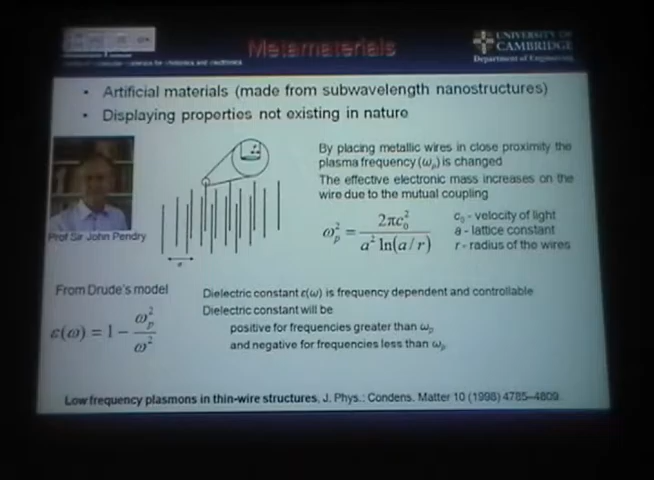 Metamaterials
UNIVERSITY OF
CAMBRIDGE
Department of Engineering
• Artificial materials (made from subwavelength nanostructures)
• Displaying properties not existing in nature
Prof Sir John Pendry
By placing metallic wires in close proximity the
plasma frequency (ωp) is changed
The effective electronic mass increases on the
wire due to the mutual coupling
ωp² = 2πc₀² / a² ln(a/r)
c₀ - velocity of light
a - lattice constant
r - radius of the wires
From Drude's model
ε(ω) = 1 − ωp² / ω²
Dielectric constant ε(ω) is frequency dependent and controllable
Dielectric constant will be
positive for frequencies greater than ωp
and negative for frequencies less than ωp
Low frequency plasmons in thin-wire structures, J. Phys.: Condens. Matter 10 (1998) 4785–4809.